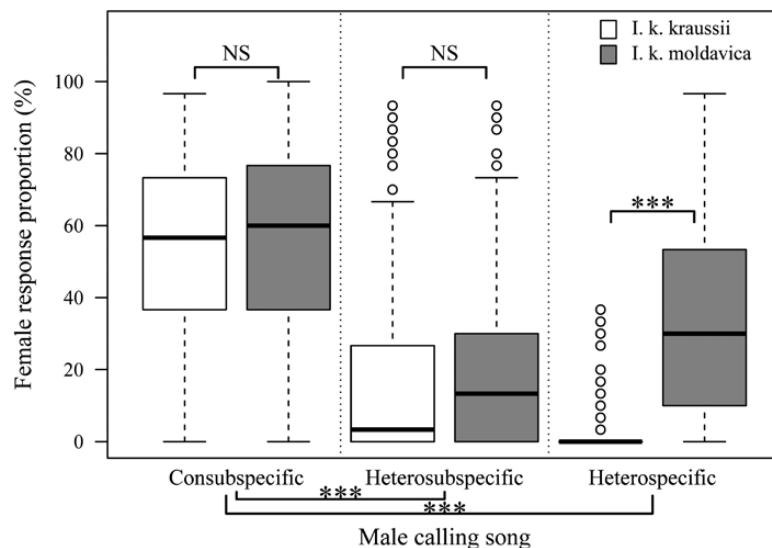 I. k. kraussii
I. k. moldavica
NS
NS
***
Female response proportion (%)
100
80
60
40
20
0
Consubspecific
Heterosubspecific
Heterospecific
***
***
Male calling song